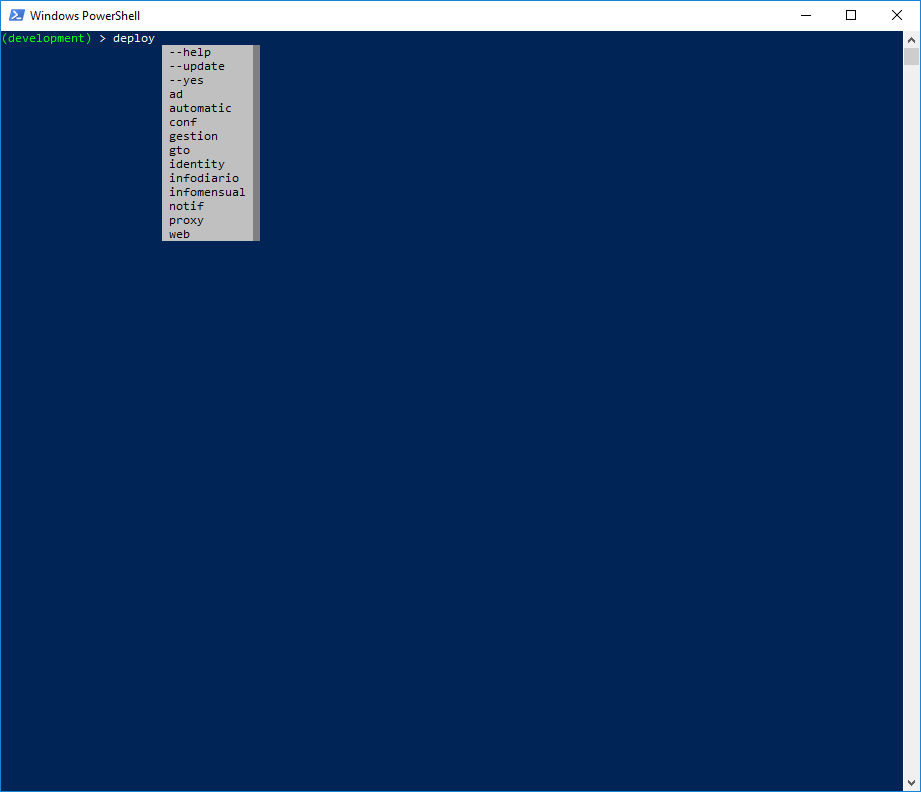 Windows PowerShell
(development) > deploy
--help
--update
--yes
ad
automatic
conf
gestion
gto
identity
infodiario
infomensual
notif
proxy
web